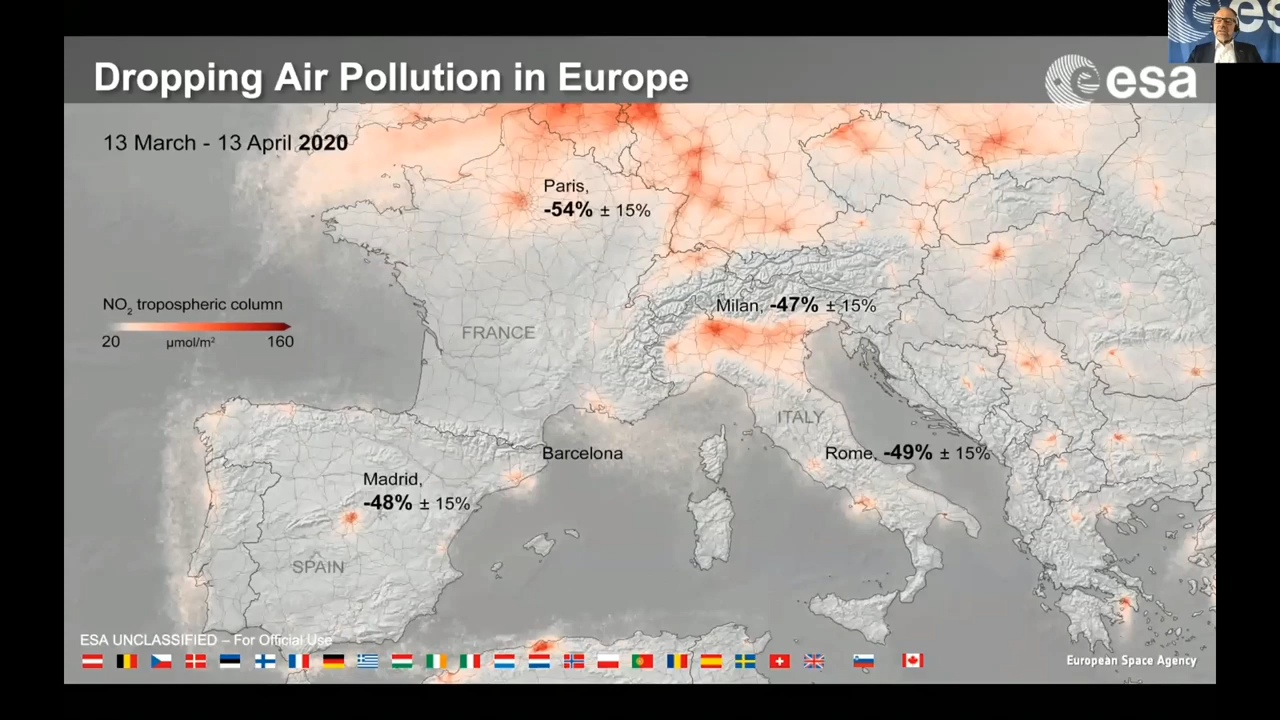 Dropping Air Pollution in Europe
esa
es
13 March - 13 April 2020
Paris,
-54% ± 15%
NO₂ tropospheric column
20 µmol/m² 160
Milan, -47% ± 15%
FRANCE
ITALY
Barcelona
Rome, -49% ± 15%
Madrid,
-48% ± 15%
SPAIN
ESA UNCLASSIFIED – For Official Use
European Space Agency